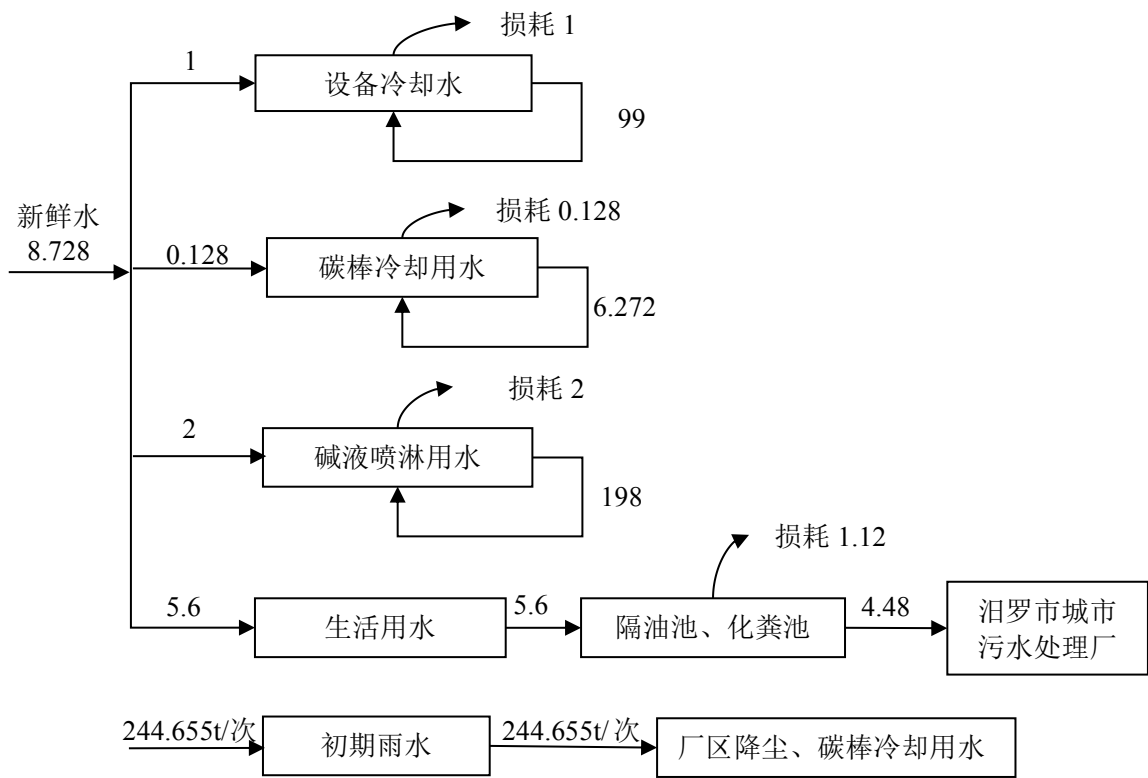 损耗 1
1
设备冷却水
99
新鲜水
8.728
损耗 0.128
0.128
碳棒冷却用水
6.272
损耗 2
2
碱液喷淋用水
198
损耗 1.12
5.6
生活用水
5.6
隔油池、化粪池
4.48
汨罗市城市
污水处理厂
244.655t/次
初期雨水
244.655t/ 次
厂区降尘、碳棒冷却用水